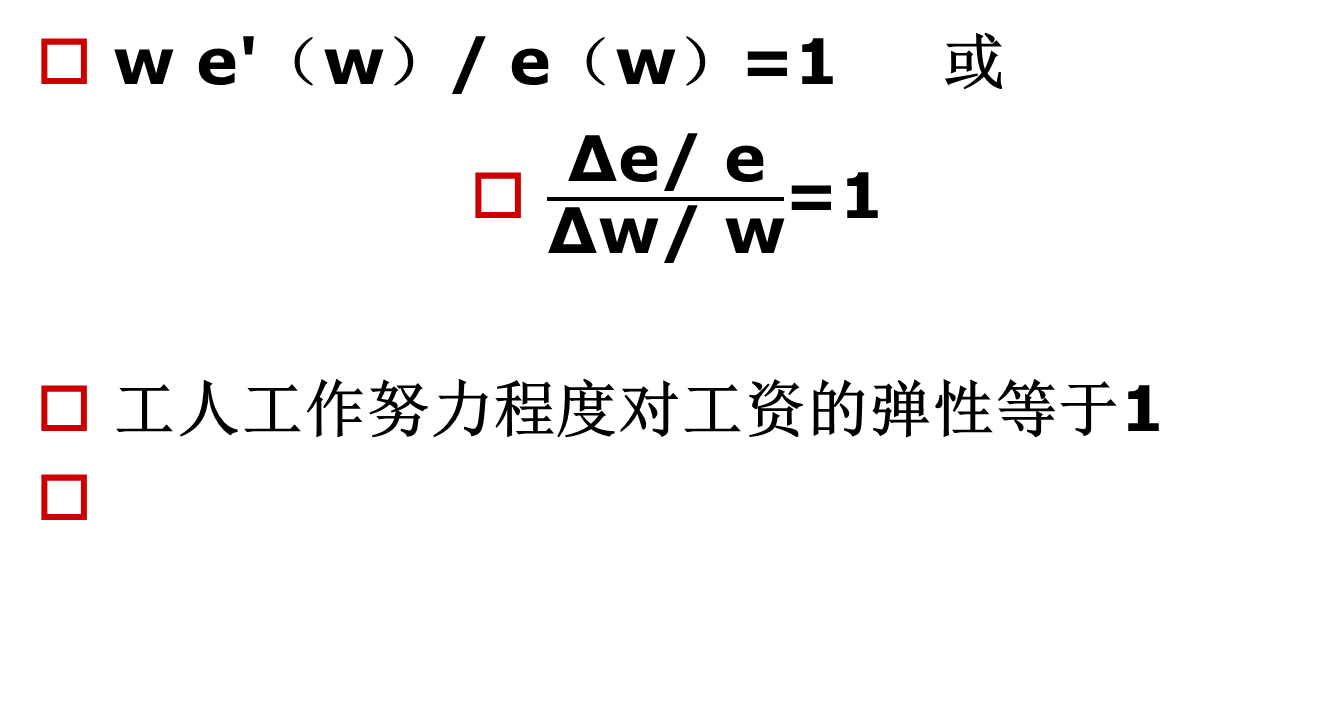 □ w e'（w）/ e（w）=1 或
□ Δe/ e
Δw/ w =1
□ 工人工作努力程度对工资的弹性等于1
□